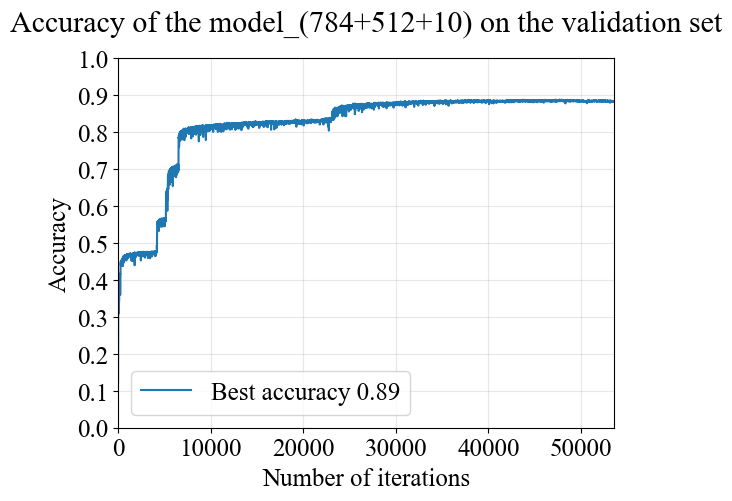 Accuracy of the model_(784+512+10) on the validation set
1.0
0.9
0.8
0.7
0.6
0.5
0.4
0.3
0.2
0.1
0.0
Accuracy
Best accuracy 0.89
0 10000 20000 30000 40000 50000
Number of iterations